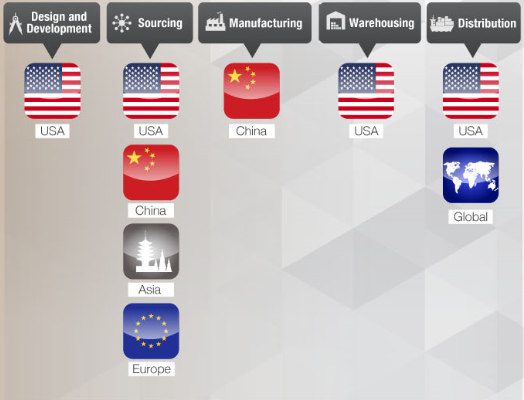 Design and
Development
Sourcing
Manufacturing
Warehousing
Distribution
USA
USA
China
USA
USA
China
Global
Asia
Europe